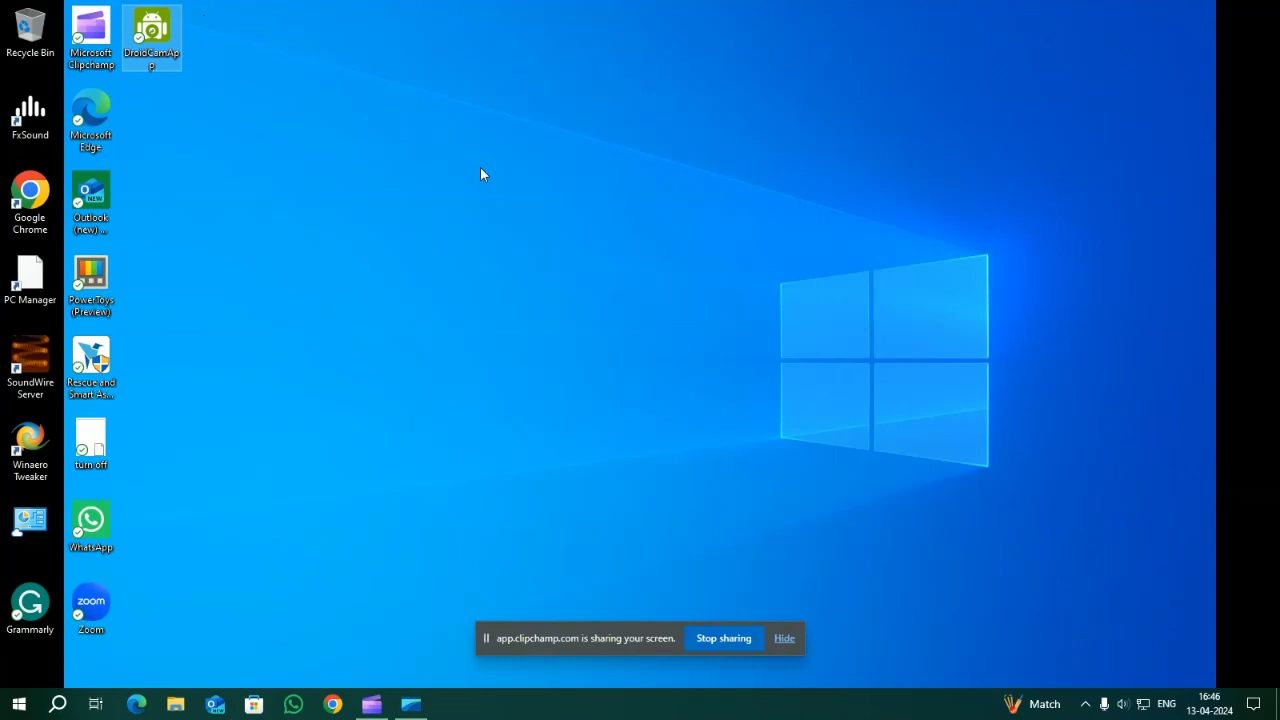 Recycle Bin
FxSound
Google
Chrome
PC Manager
SoundWire
Server
Winaero
Tweaker
Grammarly
Microsoft
Clipchamp
Microsoft
Edge
NEW
Outlook
(new) ...
PowerToys
(Preview)
Rescue and
Smart As...
turn off
WhatsApp
zoom
Zoom
DroidCamAp
p
app.clipchamp.com is sharing your screen.
Stop sharing
Hide
Match
ENG
16:46
13-04-2024